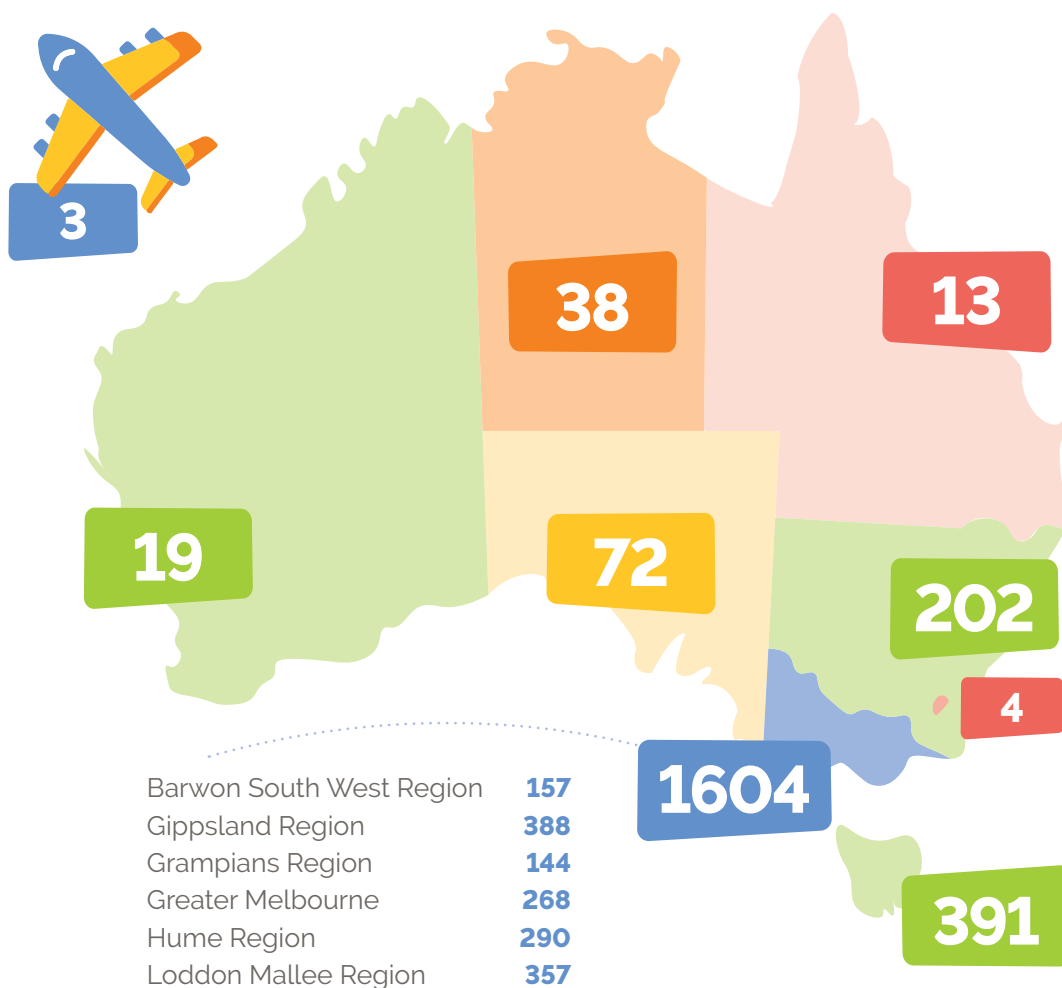 3
38
13
19
72
202
4
1604
Barwon South West Region 157
Gippsland Region 388
Grampians Region 144
Greater Melbourne 268
Hume Region 290
Loddon Mallee Region 357
391